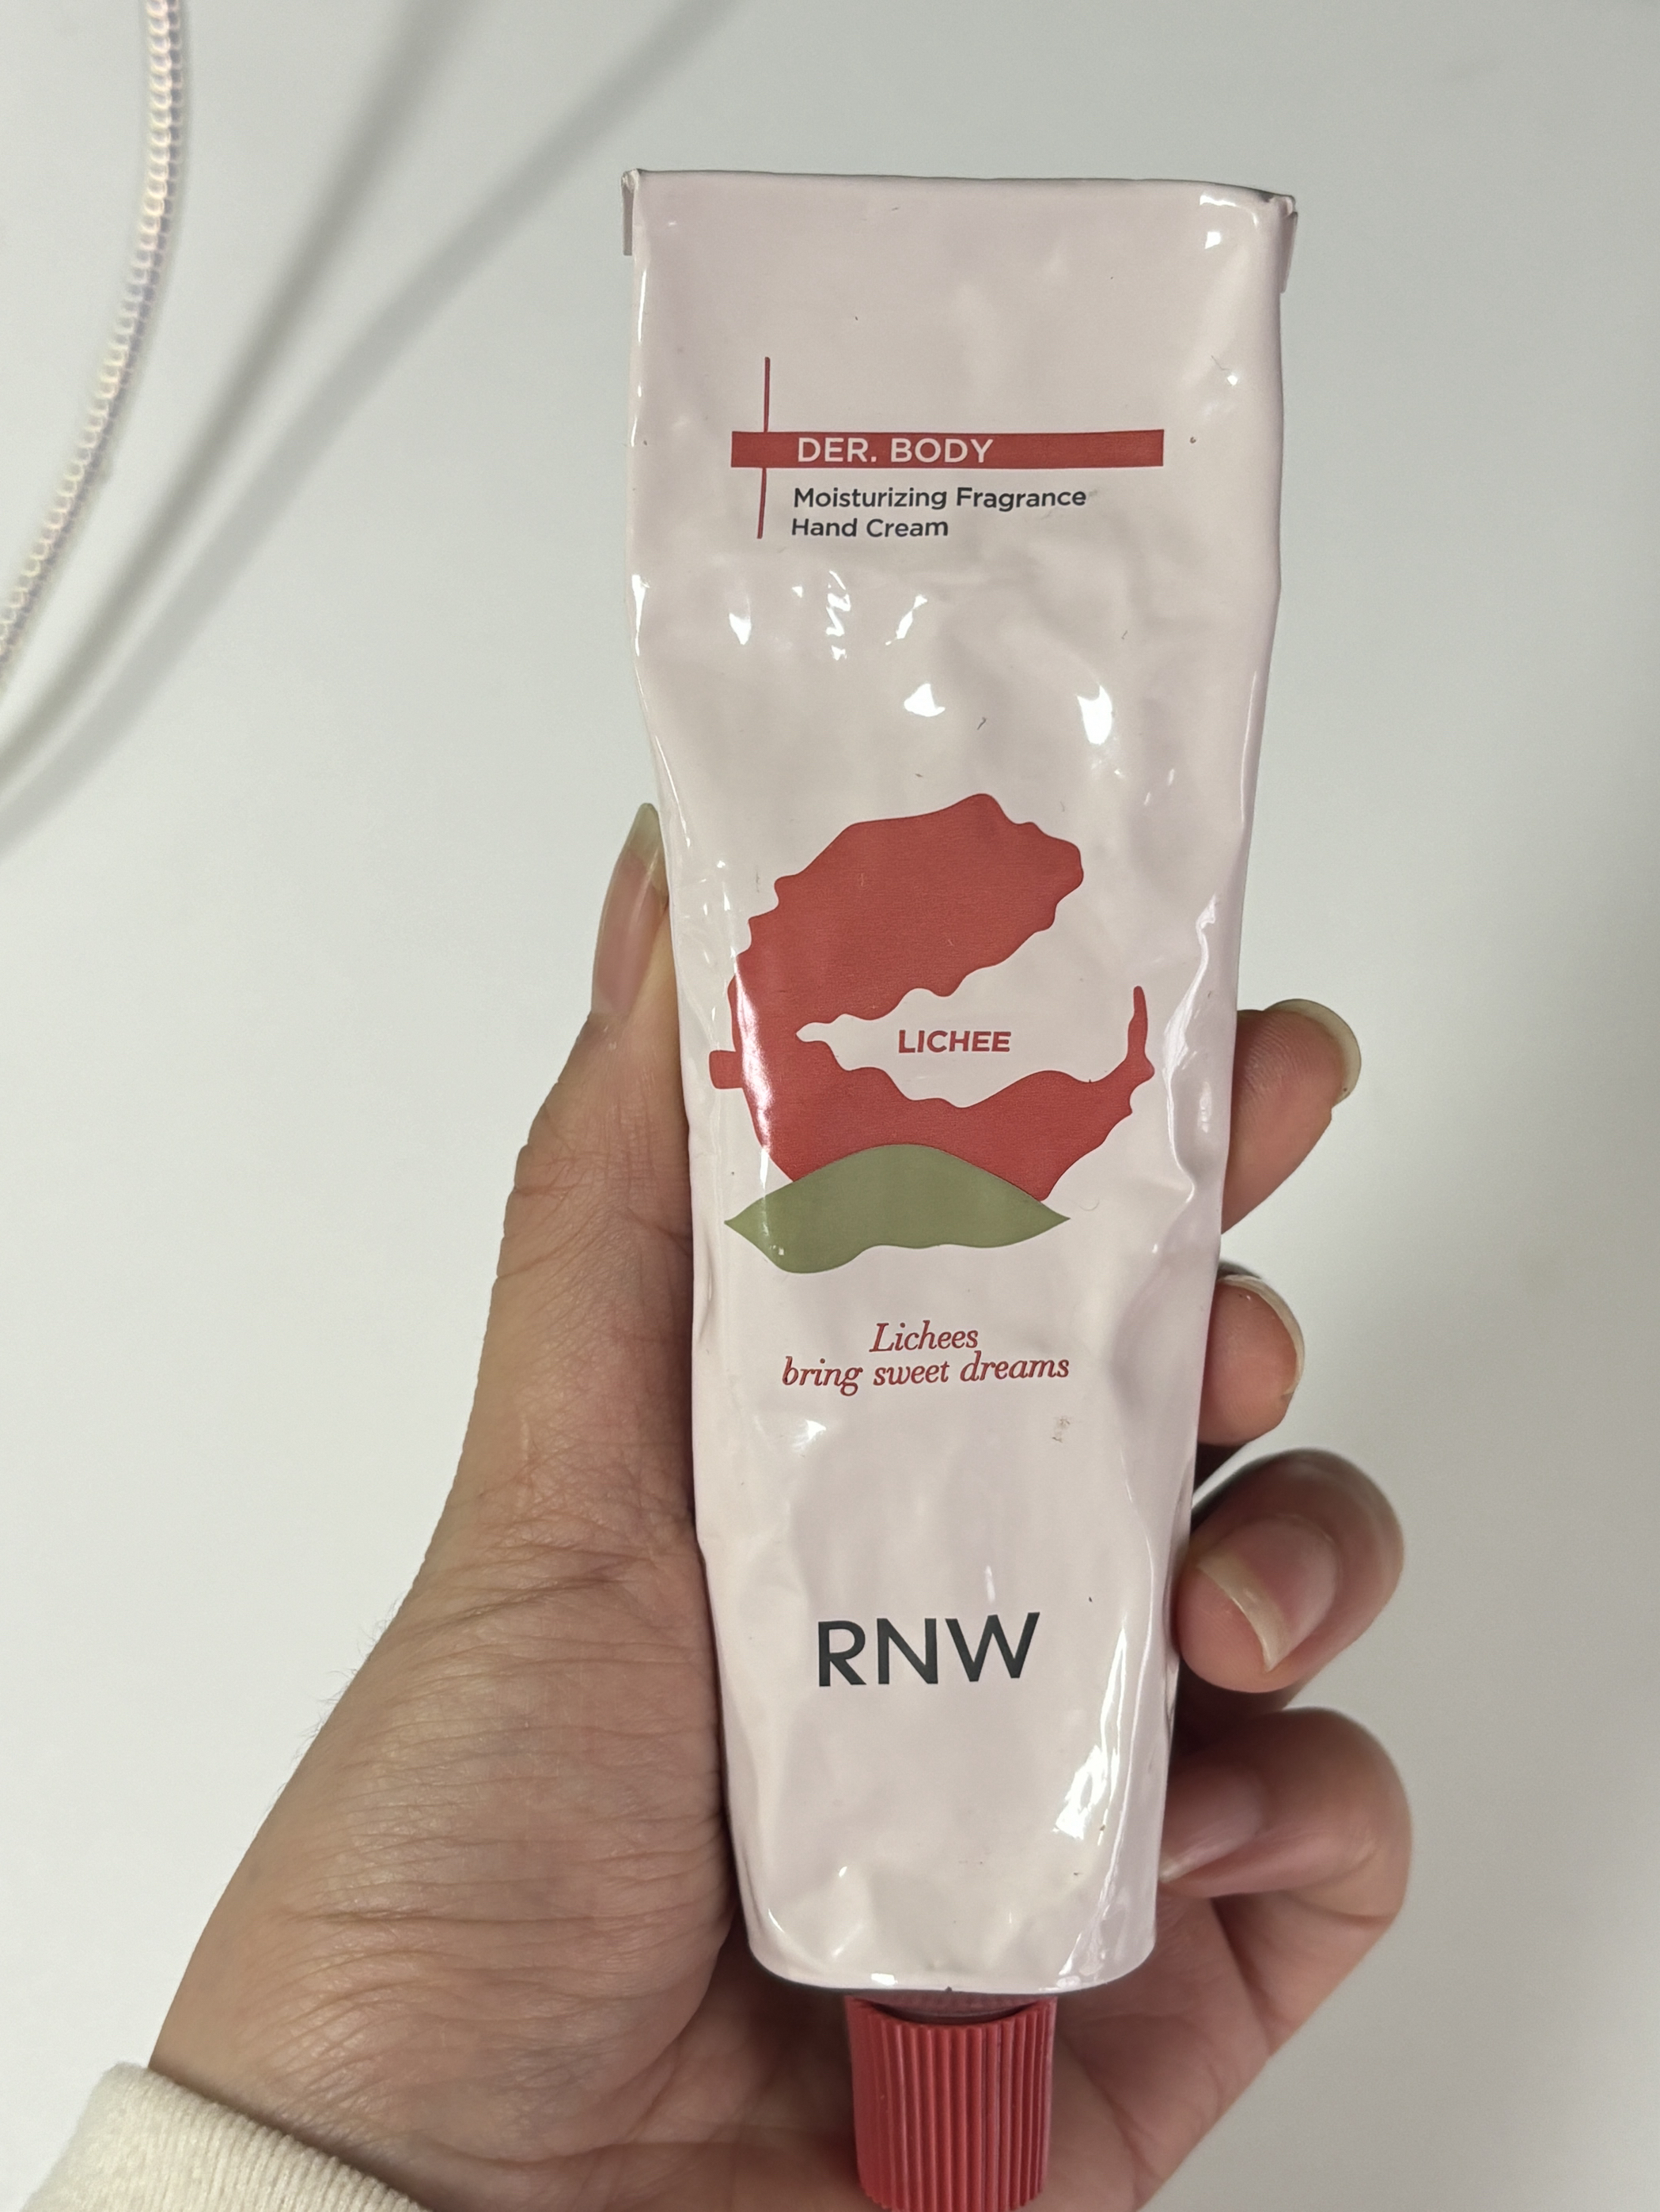 DER. BODY
Moisturizing Fragrance
Hand Cream
LICHEE
Lichees
bring sweet dreams
RNW